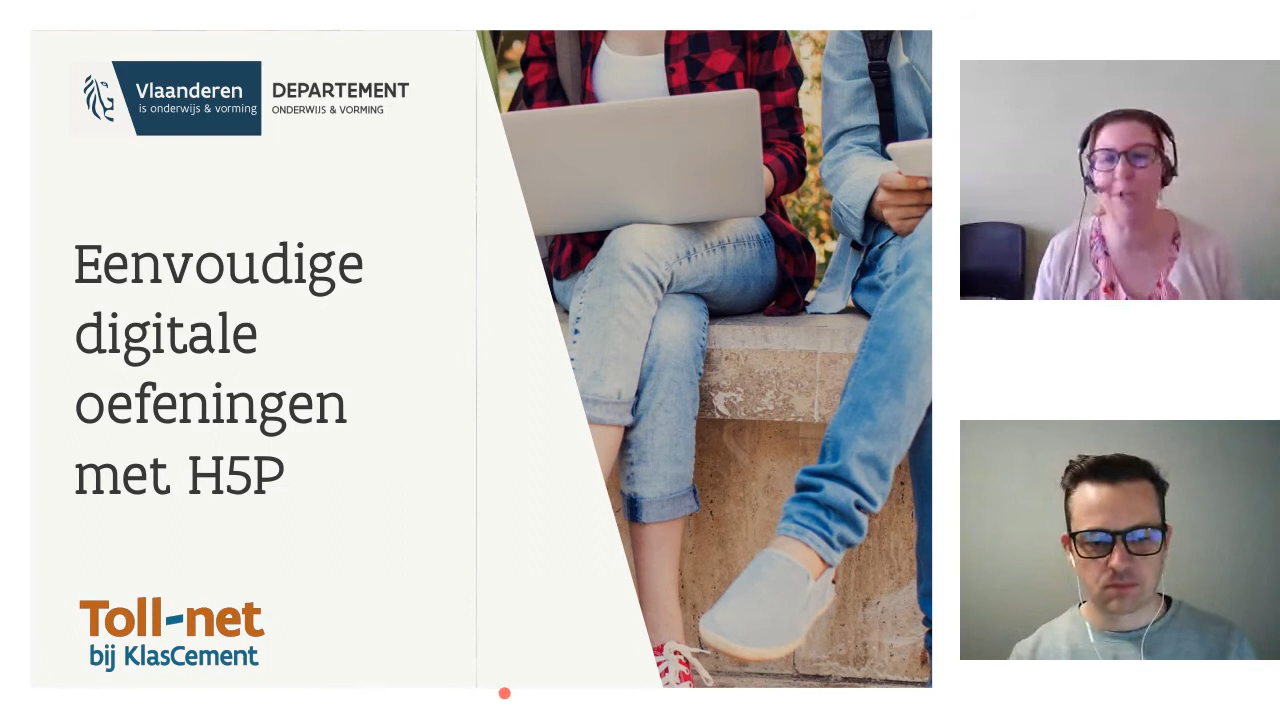 Vlaanderen
is onderwijs & vorming
DEPARTEMENT
ONDERWIJS & VORMING
Eenvoudige
digitale
oefeningen
met H5P
Toll-net
bij KlasCement